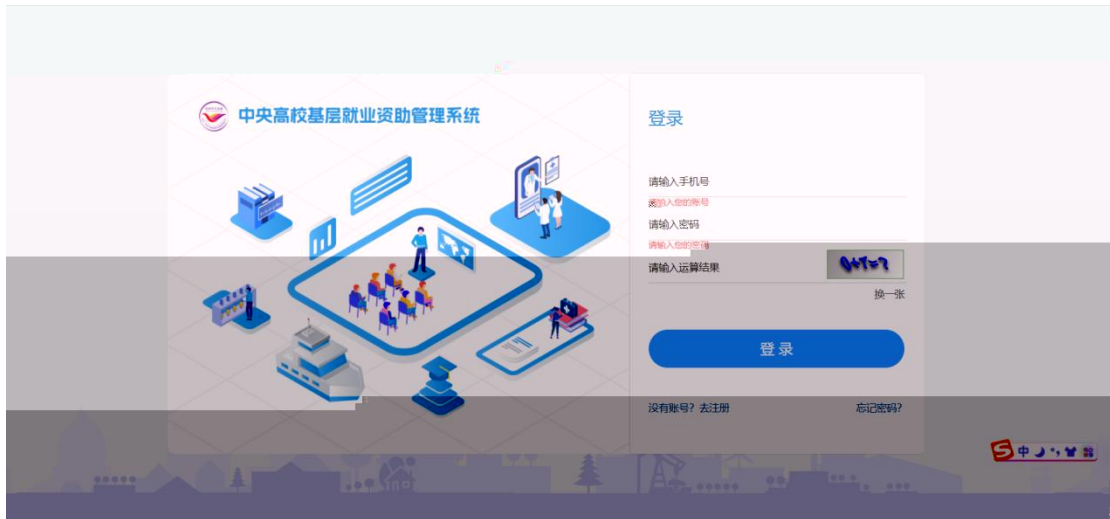 中央高校基层就业资助管理系统
登录
请输入手机号
请输入您的账号
请输入密码
请输入您的密码
请输入运算结果
换一张
登录
没有账号？去注册
忘记密码?
中